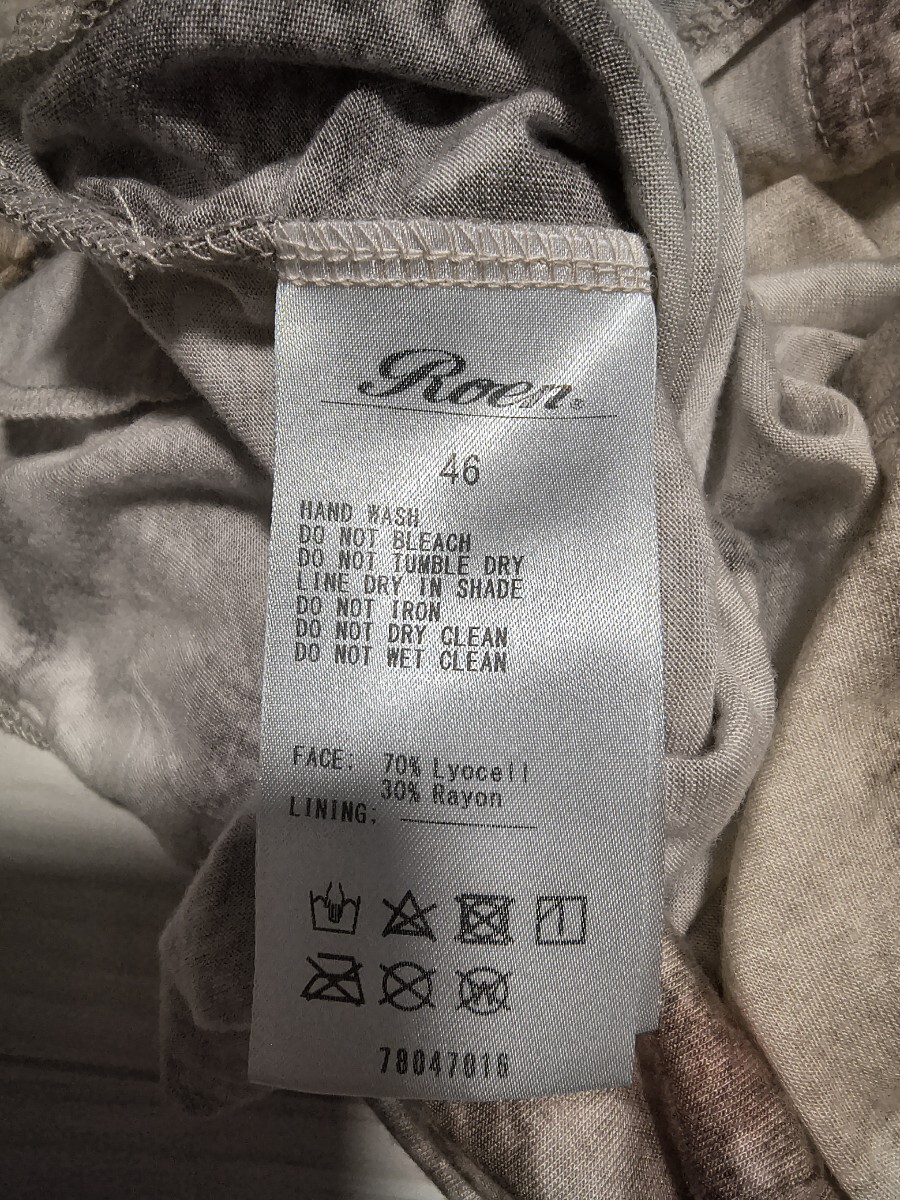 Roen®
46
HAND WASH
DO NOT BLEACH
DO NOT TUMBLE DRY
LINE DRY IN SHADE
DO NOT IRON
DO NOT DRY CLEAN
DO NOT WET CLEAN
FACE: 70% Lyocell
30% Rayon
LINING:
W
78047016